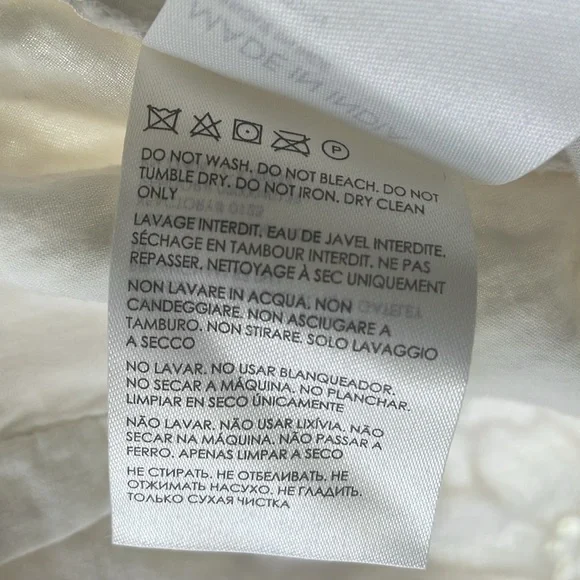 MADE IN INDIA
DO NOT WASH. DO NOT BLEACH. DO NOT
TUMBLE DRY. DO NOT IRON. DRY CLEAN
ONLY
LAVAGE INTERDIT. EAU DE JAVEL INTERDITE.
SÉCHAGE EN TAMBOUR INTERDIT. NE PAS
REPASSER. NETTOYAGE À SEC UNIQUEMENT
NON LAVARE IN ACQUA. NON
CANDEGGIARE. NON ASCIUGARE A
TAMBURO. NON STIRARE. SOLO LAVAGGIO
A SECCO
NO LAVAR. NO USAR BLANQUEADOR.
NO SECAR A MÁQUINA. NO PLANCHAR.
LIMPIAR EN SECO ÚNICAMENTE
NÃO LAVAR. NÃO USAR LIXÍVIA. NÃO
SECAR NA MÁQUINA. NÃO PASSAR A
FERRO. APENAS LIMPAR A SECO
НЕ СТИРАТЬ. НЕ ОТБЕЛИВАТЬ. НЕ
ОТЖИМАТЬ НАСУХО. НЕ ГЛАДИТЬ.
ТОЛЬКО СУХАЯ ЧИСТКА